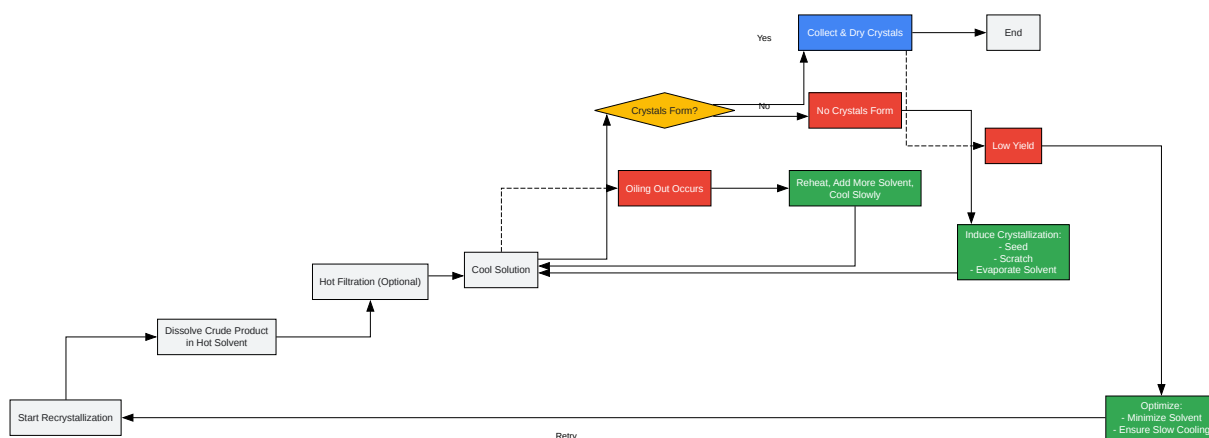 Collect & Dry Crystals
End
Yes
Crystals Form?
No
No Crystals Form
Low Yield
Oiling Out Occurs
Reheat, Add More Solvent,
Cool Slowly
Induce Crystallization:
- Seed
- Scratch
- Evaporate Solvent
Cool Solution
Hot Filtration (Optional)
Dissolve Crude Product
in Hot Solvent
Start Recrystallization
Optimize:
- Minimize Solvent
- Ensure Slow Cooling
Retry